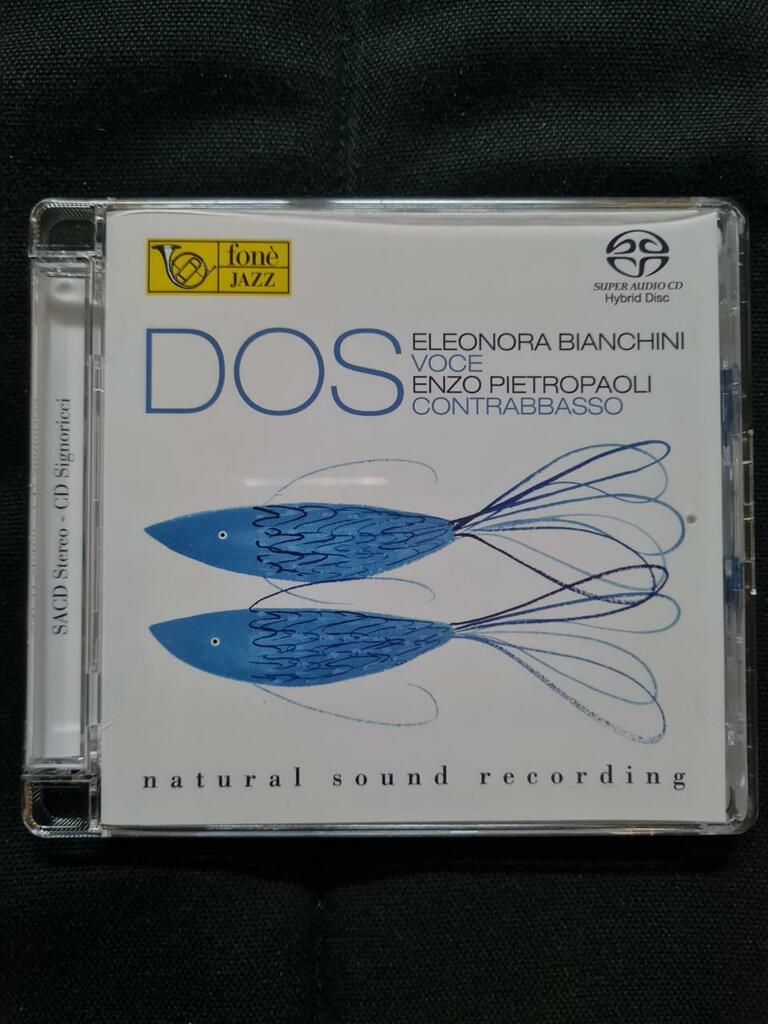 fonè
JAZZ
SUPER AUDIO CD
Hybrid Disc
DOS
ELEONORA BIANCHINI
VOCE
ENZO PIETROPAOLI
CONTRABBASSO
SACD Stereo - CD Signoricci
natural sound recording